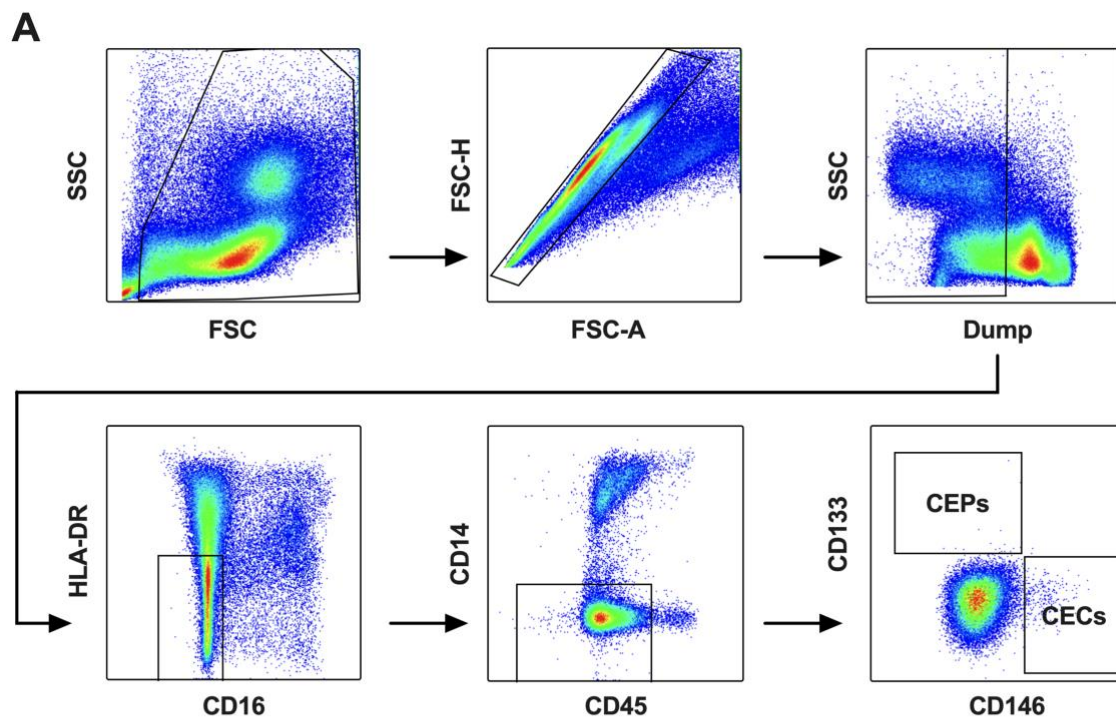 A
SSC
FSC
FSC-H
FSC-A
SSC
Dump
HLA-DR
CD16
CD14
CD45
CD133
CEPs
CECs
CD146